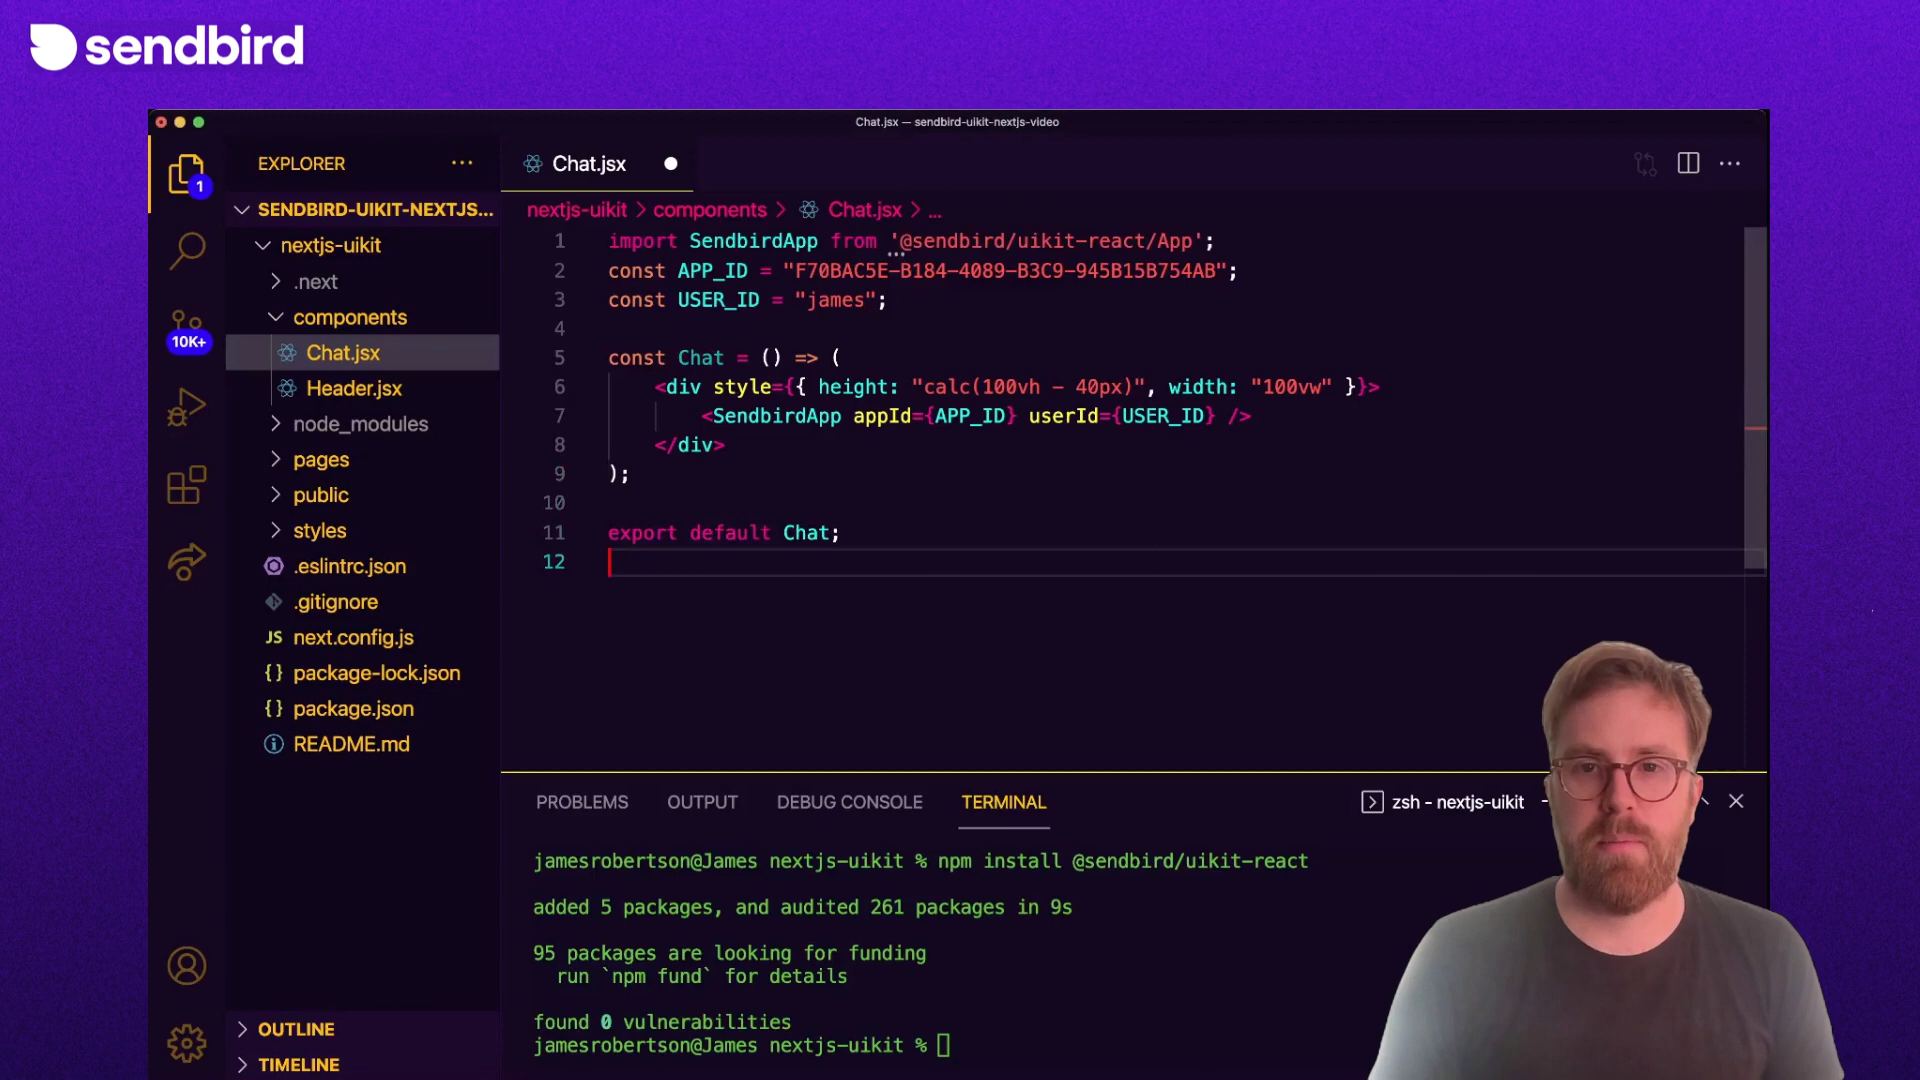 sendbird
Chat.jsx — sendbird-uikit-nextjs-video
EXPLORER
Chat.jsx
1
SENDBIRD-UIKIT-NEXTJS...
nextjs-uikit
.next
components
Chat.jsx
Header.jsx
node_modules
pages
public
styles
.eslintrc.json
.gitignore
JS next.config.js
{} package-lock.json
{} package.json
README.md
10K+
OUTLINE
TIMELINE
nextjs-uikit > components > Chat.jsx > ...
1 import SendbirdApp from '@sendbird/uikit-react/App';
2 const APP_ID = "F70BAC5E-B184-4089-B3C9-945B15B754AB";
3 const USER_ID = "james";
4
5 const Chat = () => (
6 <div style={{ height: "calc(100vh - 40px)", width: "100vw" }}>
7 <SendbirdApp appId={APP_ID} userId={USER_ID} />
8 </div>
9 );
10
11 export default Chat;
12
PROBLEMS OUTPUT DEBUG CONSOLE TERMINAL
zsh - nextjs-uikit
jamesrobertson@James nextjs-uikit % npm install @sendbird/uikit-react
added 5 packages, and audited 261 packages in 9s
95 packages are looking for funding
run `npm fund` for details
found 0 vulnerabilities
jamesrobertson@James nextjs-uikit %